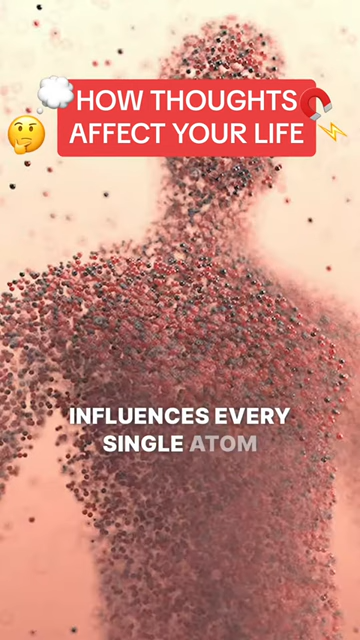 HOW THOUGHTS
AFFECT YOUR LIFE
INFLUENCES EVERY
SINGLE ATOM